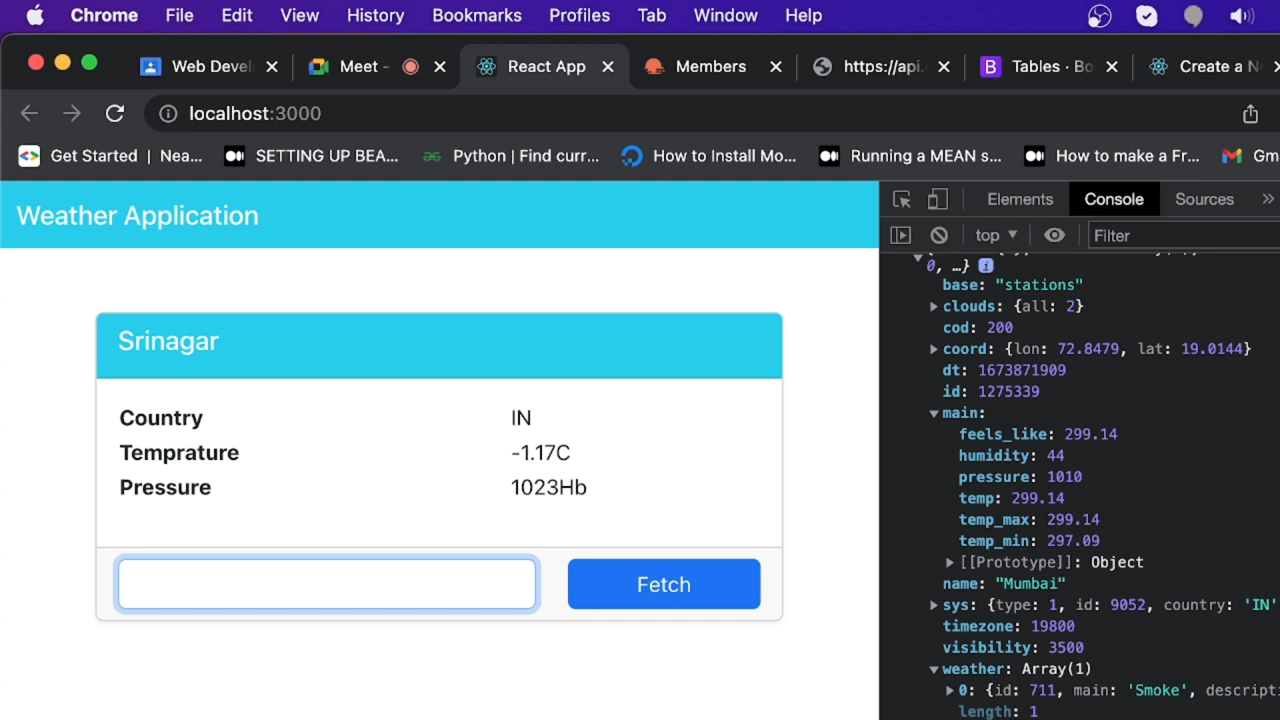 Chrome File Edit View History Bookmarks Profiles Tab Window Help
Web Devel Meet - React App Members https://api. Tables · Bo Create a N
localhost:3000
Get Started | Nea... SETTING UP BEA... Python | Find curr... How to Install Mo... Running a MEAN s... How to make a Fr... Gm
Weather Application
Elements Console Sources »
top Filter
Srinagar
Country IN
Temprature -1.17C
Pressure 1023Hb
Fetch
0, …} i
base: "stations"
clouds: {all: 2}
cod: 200
coord: {lon: 72.8479, lat: 19.0144}
dt: 1673871909
id: 1275339
main:
feels_like: 299.14
humidity: 44
pressure: 1010
temp: 299.14
temp_max: 299.14
temp_min: 297.09
[[Prototype]]: Object
name: "Mumbai"
sys: {type: 1, id: 9052, country: 'IN'
timezone: 19800
visibility: 3500
weather: Array(1)
0: {id: 711, main: 'Smoke', descripti
length: 1